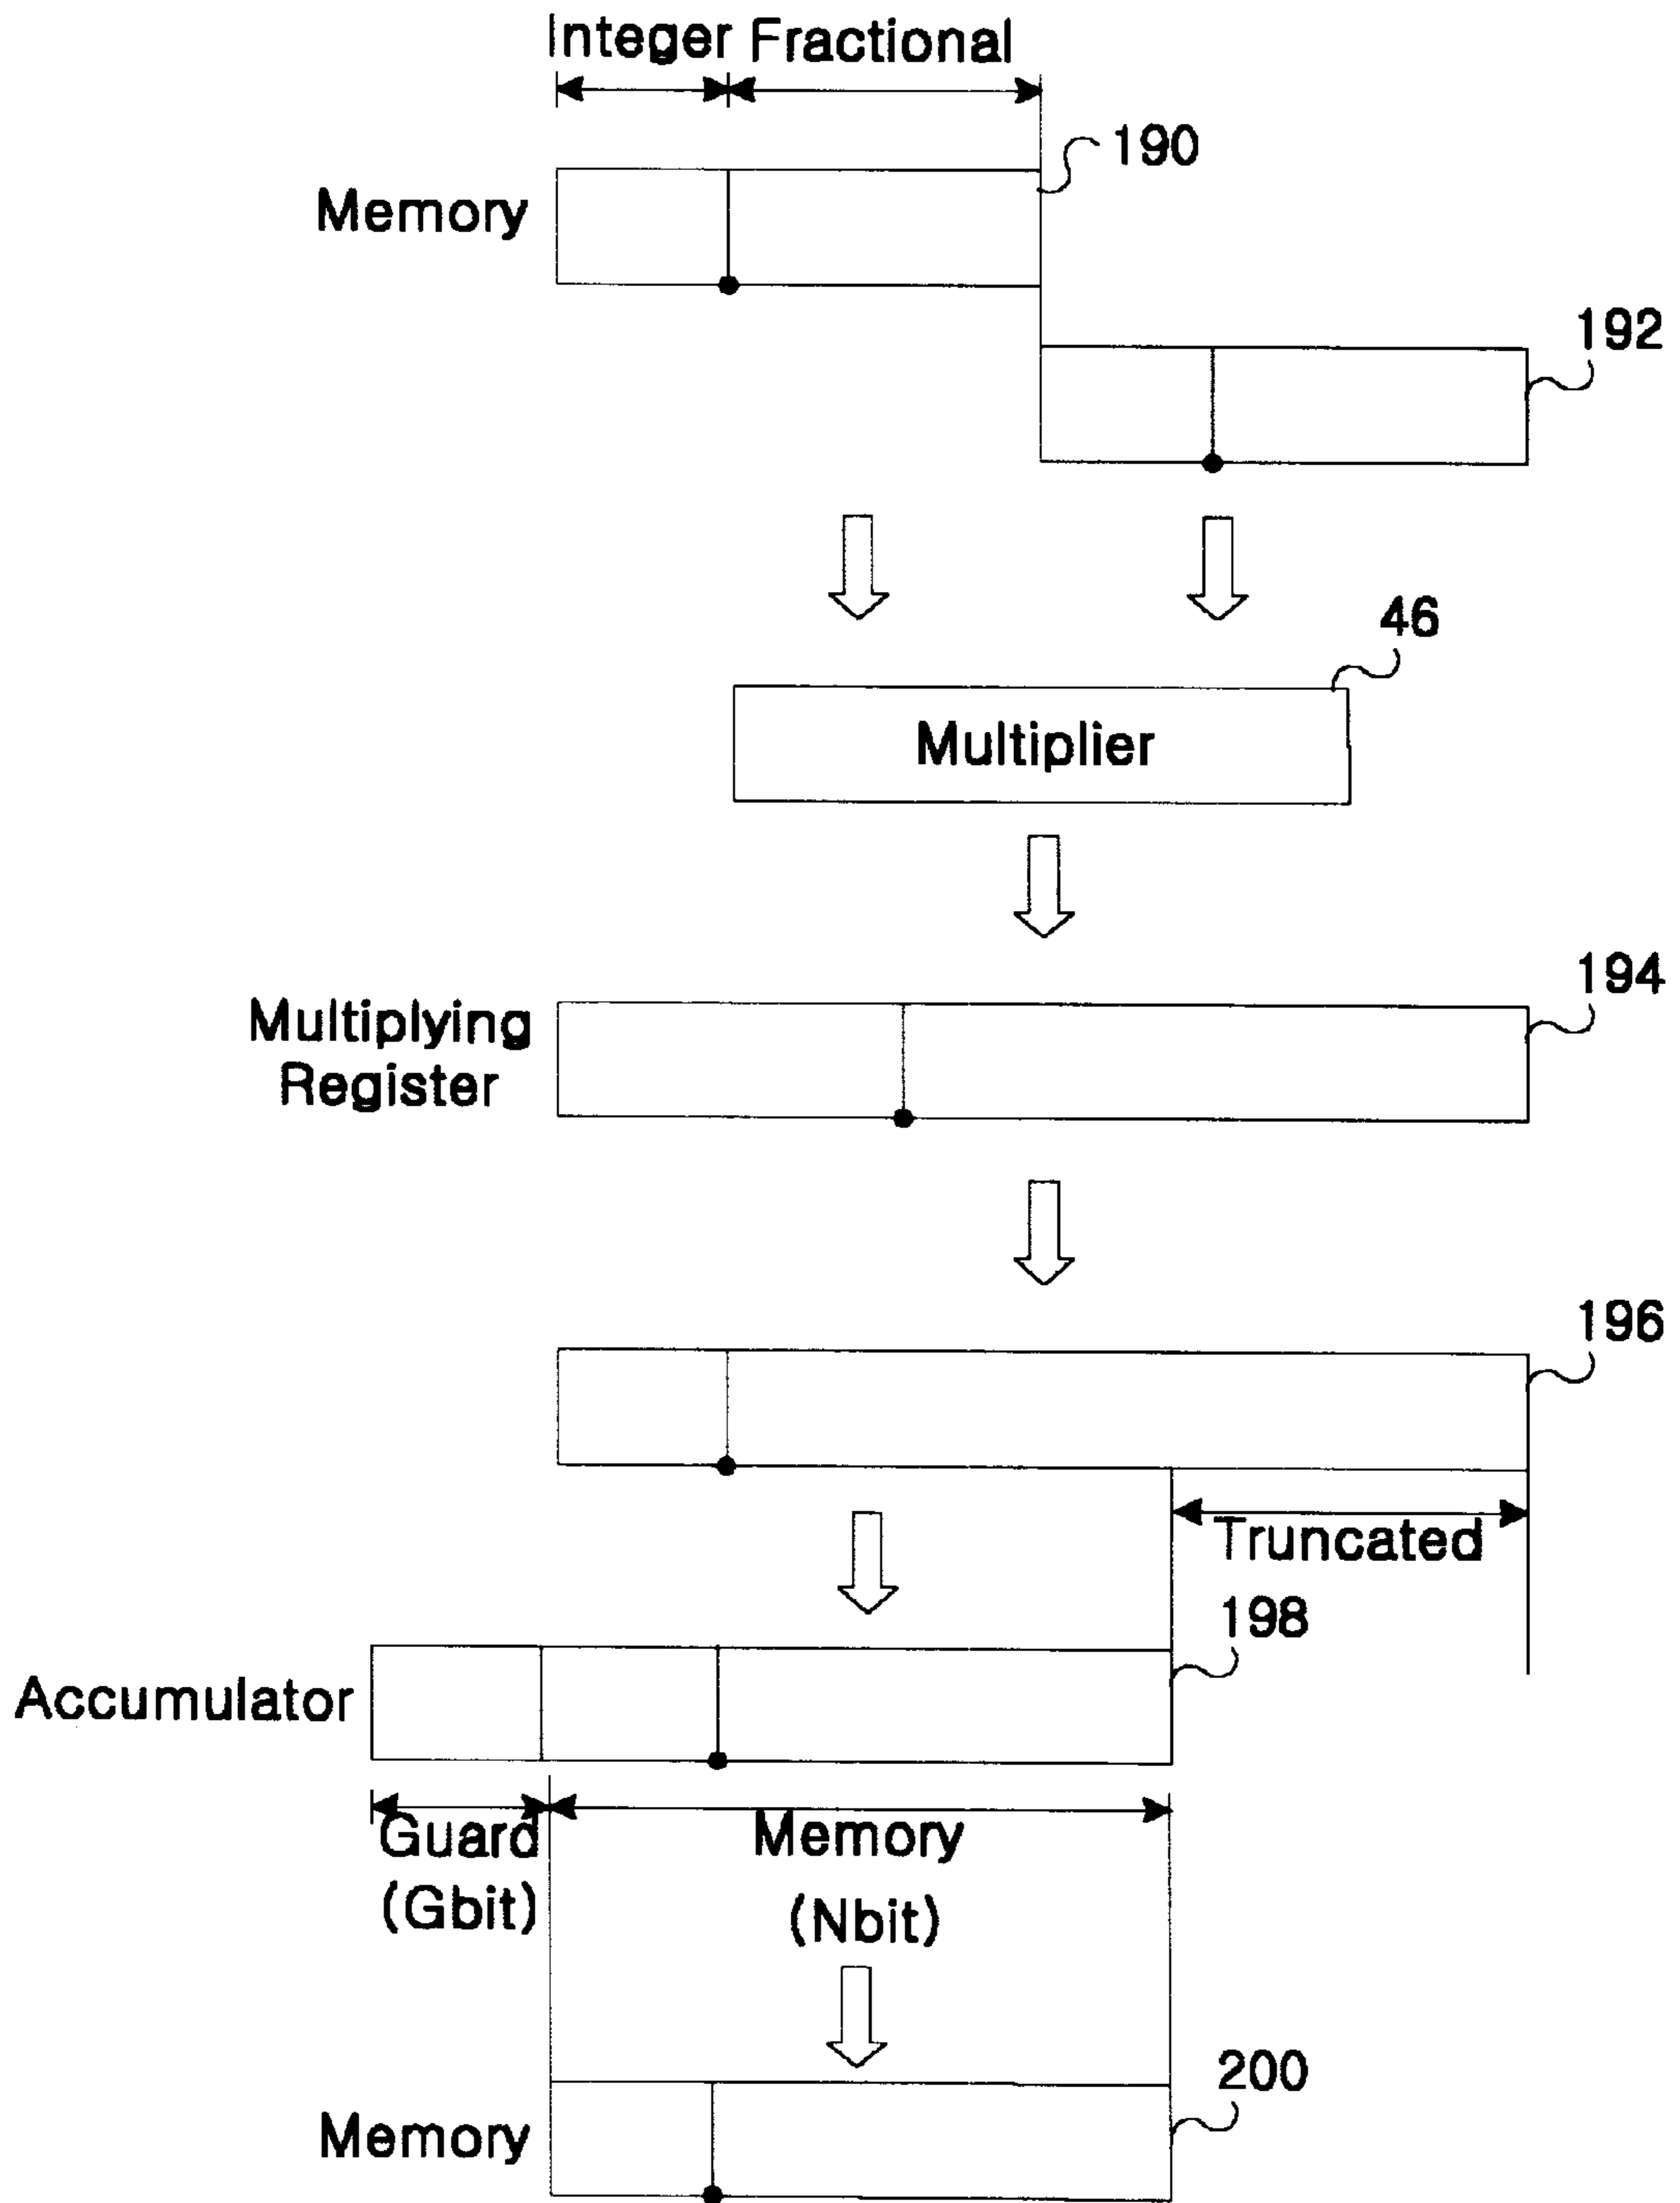 Integer Fractional
190
Memory
192
46
Multiplier
194
Multiplying
Register
196
Truncated
198
Accumulator
Guard
(Gbit)
Memory
(Nbit)
200
Memory